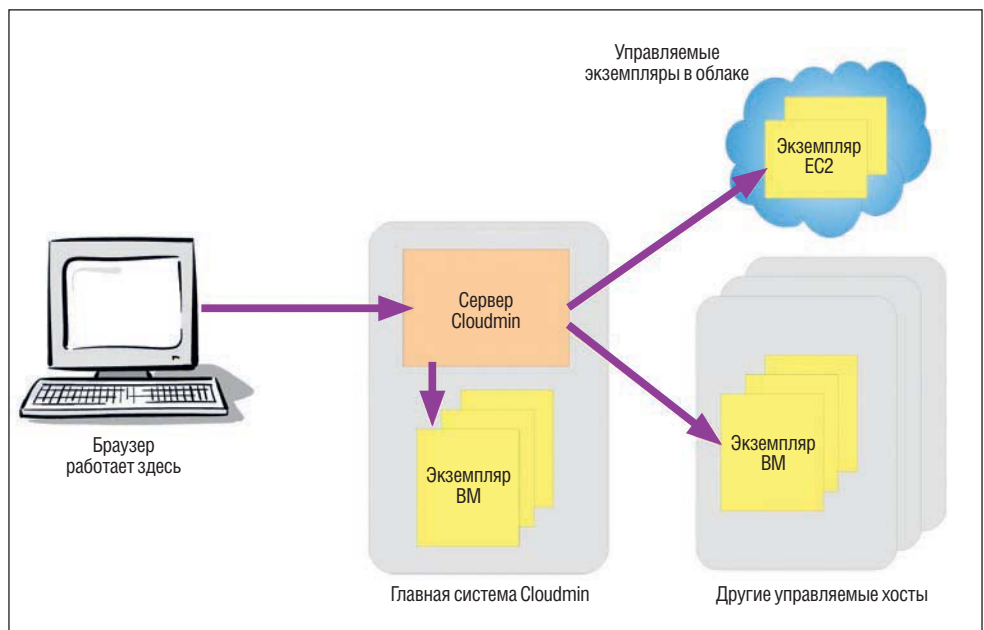 Управляемые
экземпляры в облаке
Экземпляр
EC2
Сервер
Cloudmin
Браузер
работает здесь
Экземпляр
ВМ
Экземпляр
ВМ
Главная система Cloudmin
Другие управляемые хосты